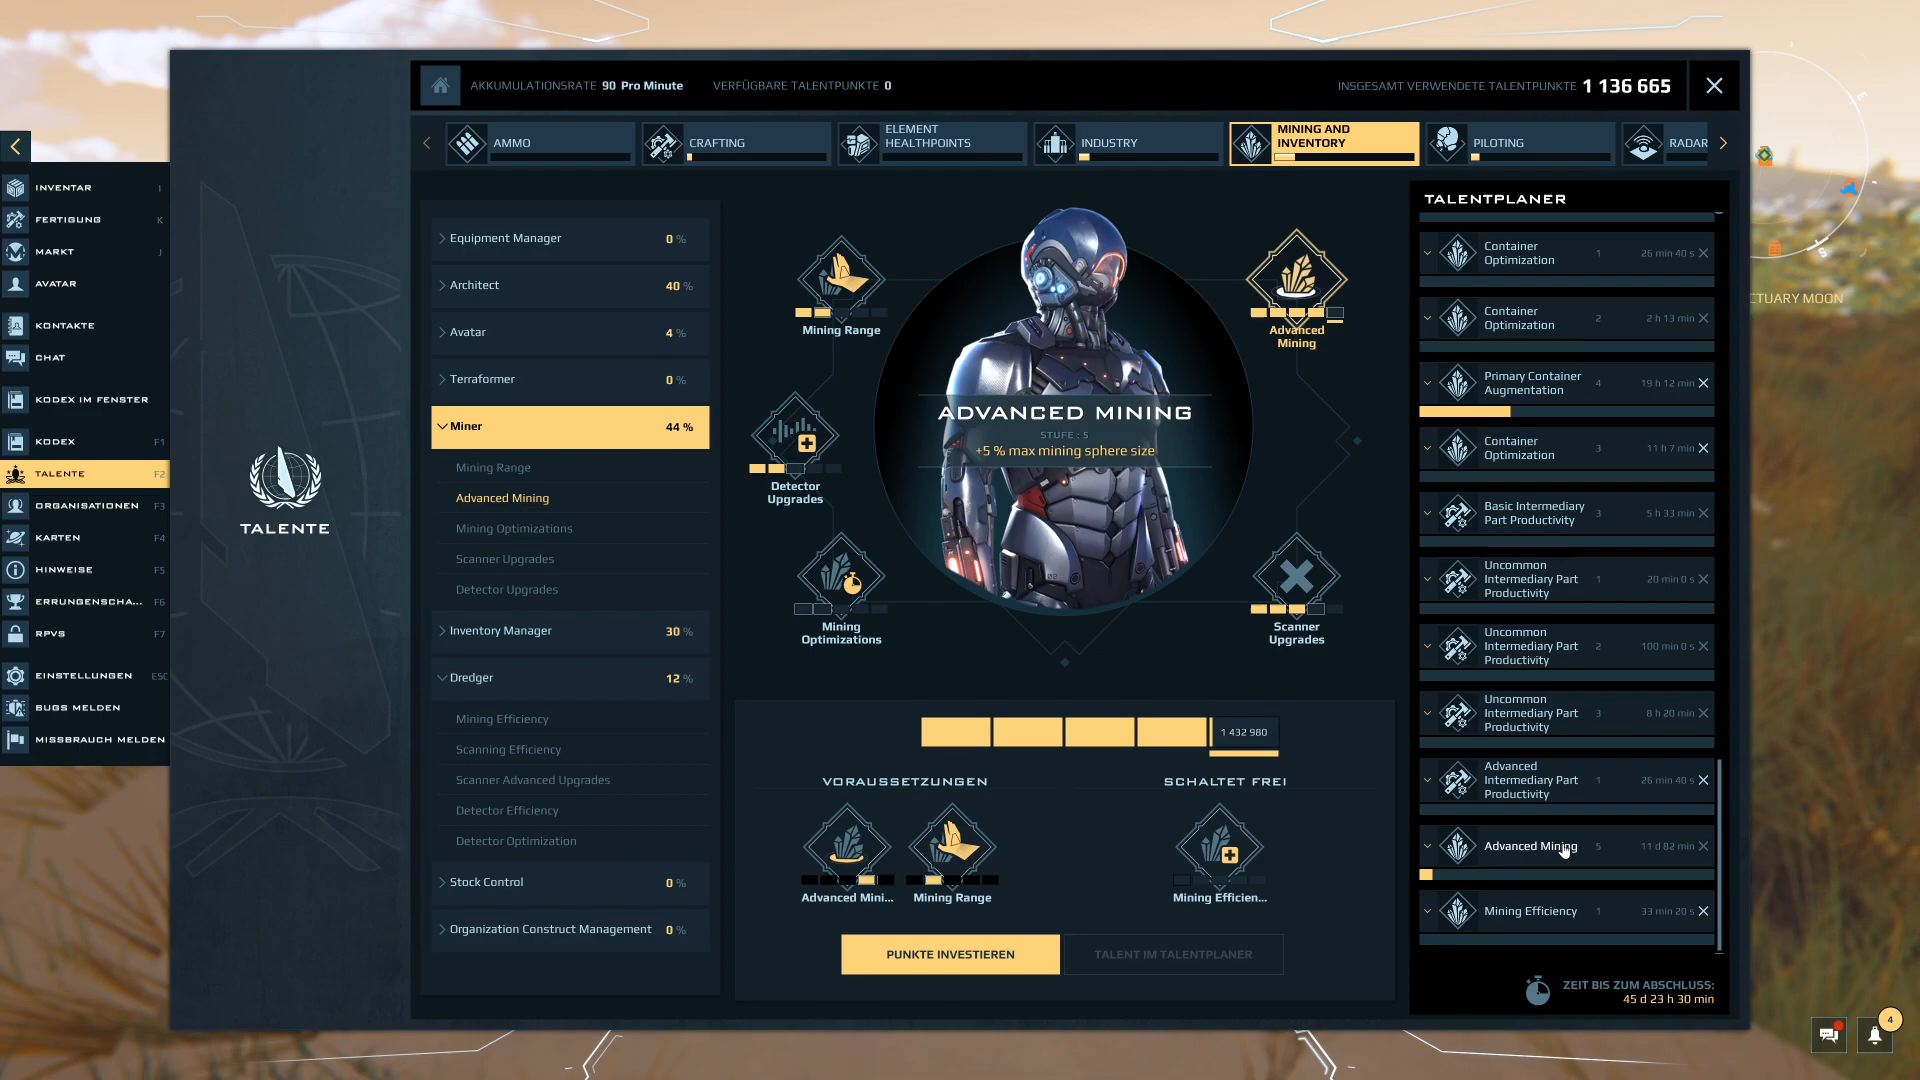 AKKUMULATIONSRATE 90 Pro Minute
VERFÜGBARE TALENTPUNKTE 0
INSGESAMT VERWENDETE TALENTPUNKTE 1 136 665
AMMO
CRAFTING
ELEMENT
HEALTHPOINTS
INDUSTRY
MINING AND
INVENTORY
PILOTING
RADAR
INVENTAR I
FERTIGUNG K
MARKT J
AVATAR
KONTAKTE
CHAT
KODEX IM FENSTER
KODEX F1
TALENTE F2
ORGANISATIONEN F3
KARTEN F4
HINWEISE F5
ERRUNGENSCHA... F6
RPVS F7
EINSTELLUNGEN ESC
BUGS MELDEN
MISSBRAUCH MELDEN
TALENTE
Equipment Manager 0 %
Architect 40 %
Avatar 4 %
Terraformer 0 %
Miner 44 %
Mining Range
Advanced Mining
Mining Optimizations
Scanner Upgrades
Detector Upgrades
Inventory Manager 30 %
Dredger 12 %
Mining Efficiency
Scanning Efficiency
Scanner Advanced Upgrades
Detector Efficiency
Detector Optimization
Stock Control 0 %
Organization Construct Management 0 %
Mining Range
Advanced
Mining
Detector
Upgrades
Mining
Optimizations
Scanner
Upgrades
ADVANCED MINING
STUFE : 5
+5 % max mining sphere size
1 432 980
VORAUSSETZUNGEN
SCHALTET FREI
Advanced Mini...
Mining Range
Mining Efficien...
PUNKTE INVESTIEREN
TALENT IM TALENTPLANER
TALENTPLANER
Container
Optimization
1 26 min 40 s
Container
Optimization
2 2 h 13 min
Primary Container
Augmentation
4 19 h 12 min
Container
Optimization
3 11 h 7 min
Basic Intermediary
Part Productivity
3 5 h 33 min
Uncommon
Intermediary Part
Productivity
1 20 min 0 s
Uncommon
Intermediary Part
Productivity
2 100 min 0 s
Uncommon
Intermediary Part
Productivity
3 8 h 20 min
Advanced
Intermediary Part
Productivity
1 26 min 40 s
Advanced Mining 5 11 d 82 min
Mining Efficiency 1 33 min 20 s
ZEIT BIS ZUM ABSCHLUSS:
45 d 23 h 30 min
CTUARY MOON
E
S
4